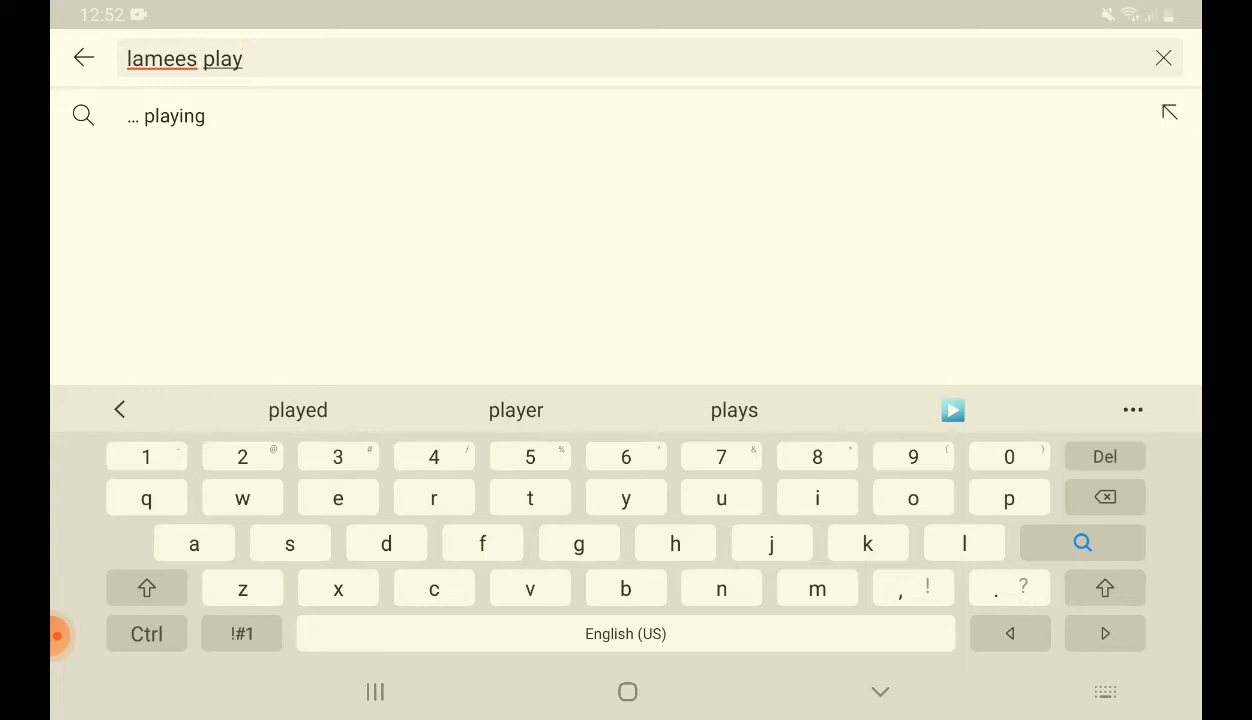 12:52
lamees play
... playing
played player plays
1 2 3 4 5 6 7 8 9 0 Del
q w e r t y u i o p
a s d f g h j k l
z x c v b n m , ! . ?
Ctrl !#1 English (US)